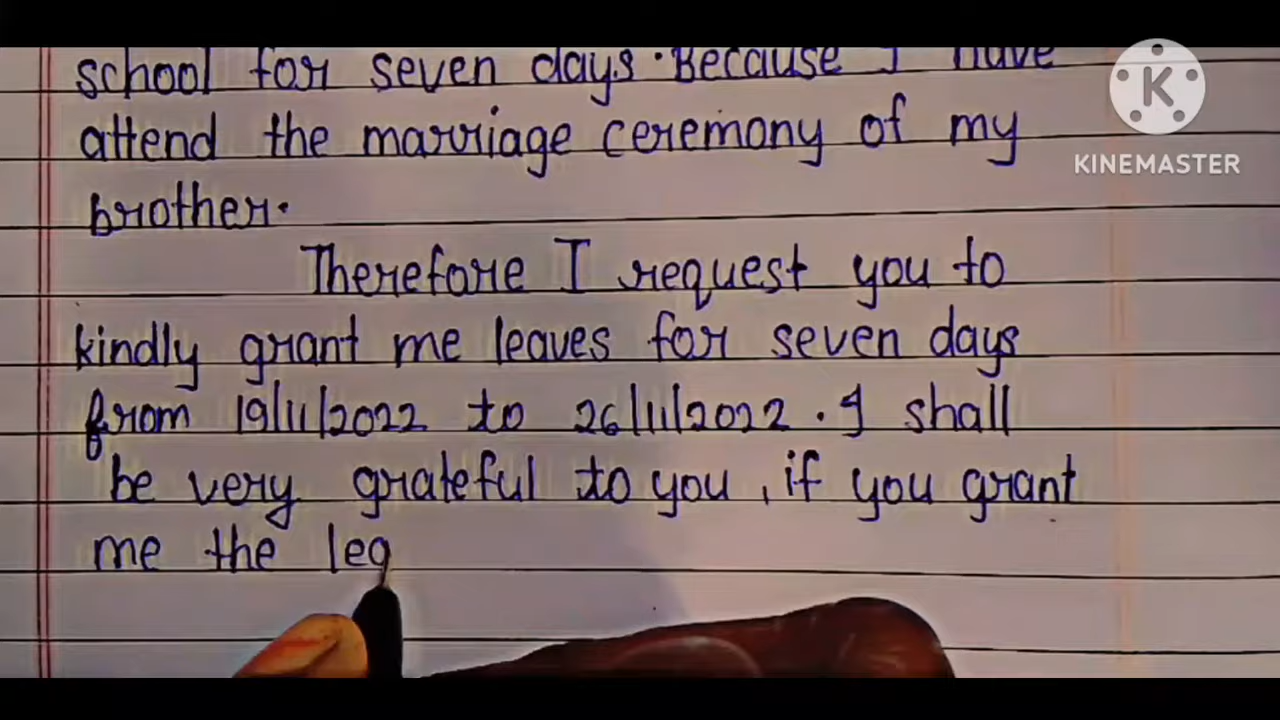 school for seven days. Because I have
attend the marriage ceremony of my
brother.
Therefore I request you to
kindly grant me leaves for seven days
from 19/11/2022 to 26/11/2022. I shall
be very grateful to you, if you grant
me the lea
KINEMASTER